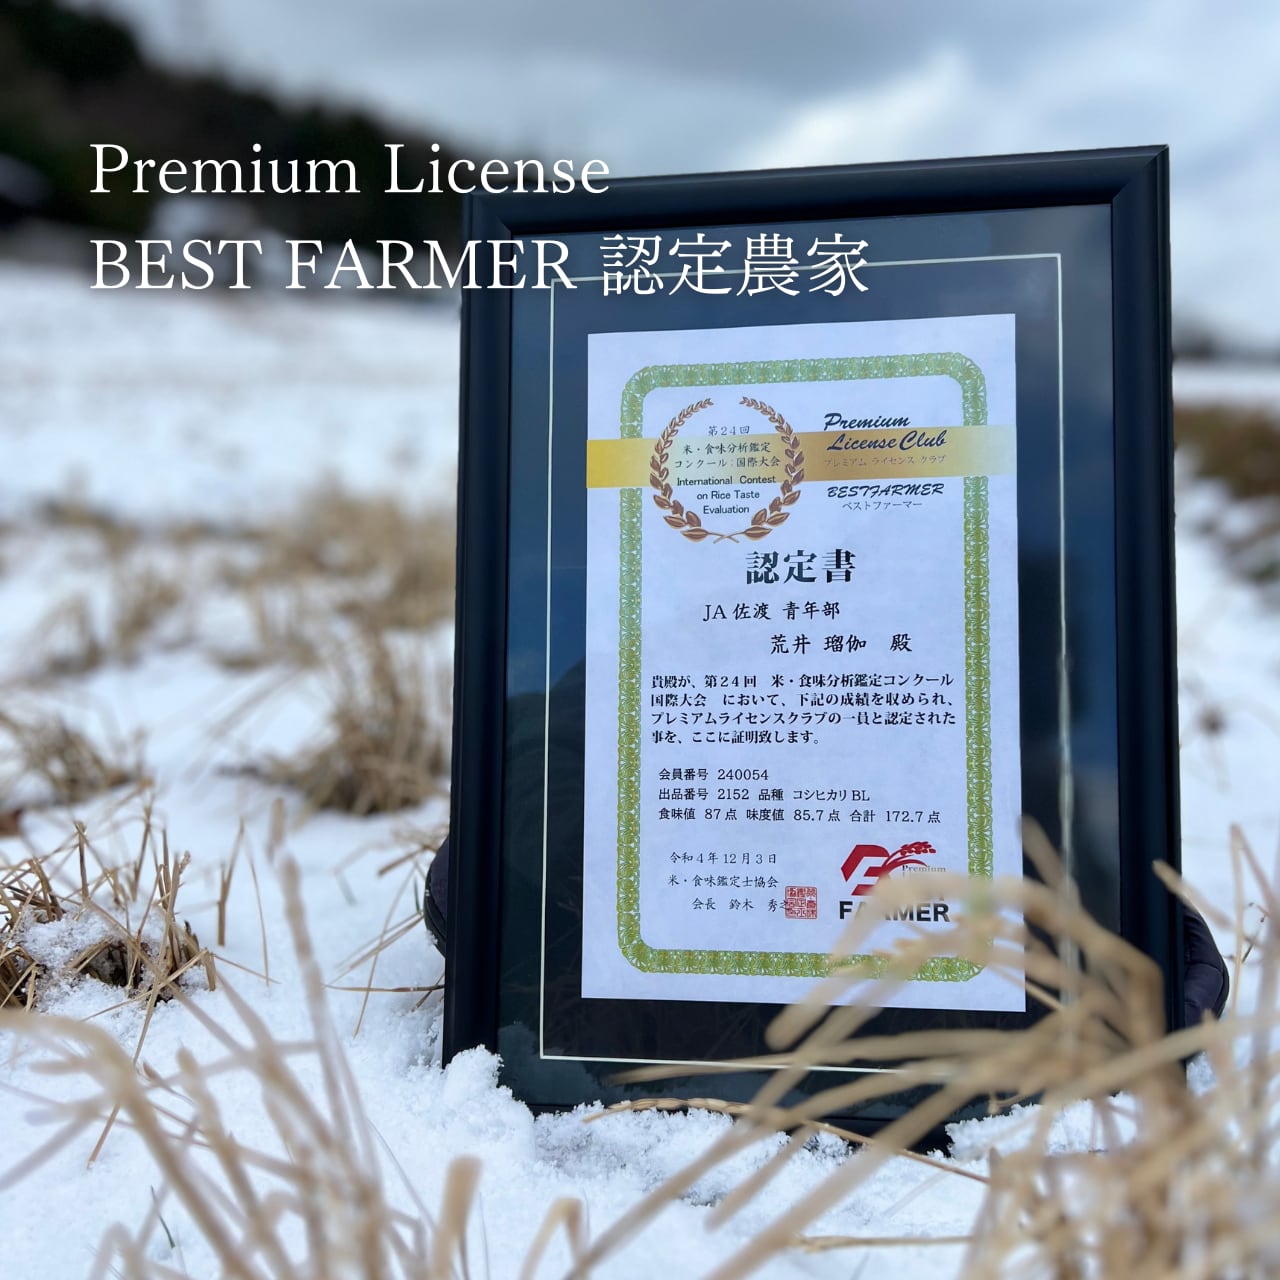 Premium License
BEST FARMER 認定農家
第24回
米・食味分析鑑定
コンクール:国際大会
International Contest
on Rice Taste
Evaluation
Premium
License Club
プレミアム ライセンス クラブ
BESTFARMER
ベストファーマー
認定書
JA佐渡 青年部
荒井 瑠伽 殿
貴殿が、第24回 米・食味分析鑑定コンクール
国際大会 において、下記の成績を収められ、
プレミアムライセンスクラブの一員と認定された
事を、ここに証明致します。
会員番号 240054
出品番号 2152 品種 コシヒカリBL
食味値 87点 味度値 85.7点 合計 172.7点
令和4年12月3日
米・食味鑑定士協会
会長 鈴木 秀
Premium
FARMER